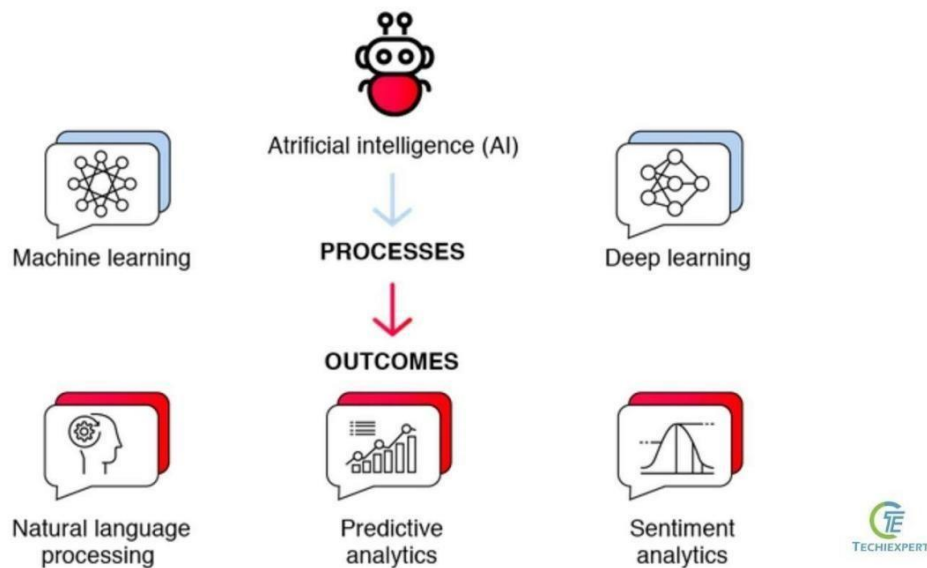 Atrificial intelligence (AI)
Machine learning
PROCESSES
Deep learning
OUTCOMES
Natural language
processing
Predictive
analytics
Sentiment
analytics
TE
TECHIEXPERT